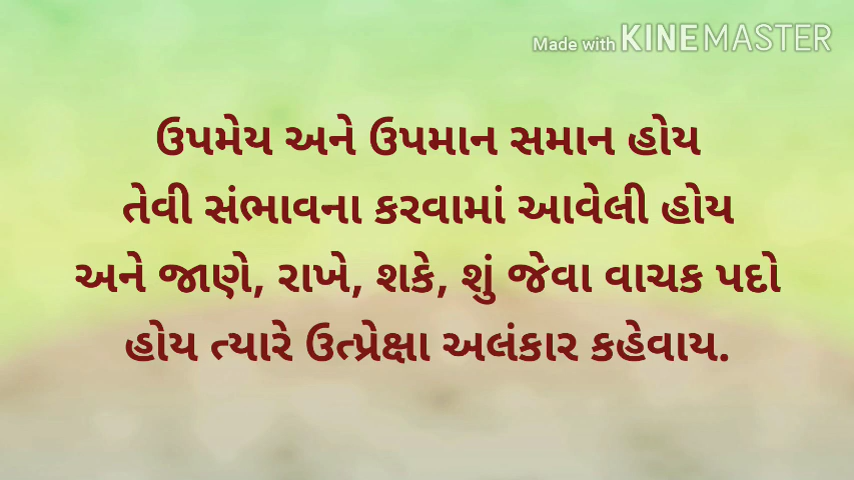 Made with KINEMASTER
ઉપમેય અને ઉપમાન સમાન હોય
તેવી સંભાવના કરવામાં આવેલી હોય
અને જાણે, રાખે, શકે, શું જેવા વાચક પદો
હોય ત્યારે ઉત્પ્રેક્ષા અલંકાર કહેવાય.